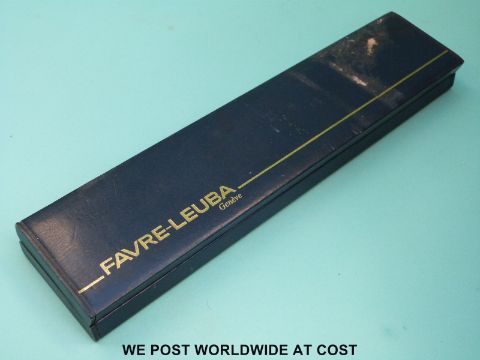 FAVRE-LEUBA
Genève
WE POST WORLDWIDE AT COST